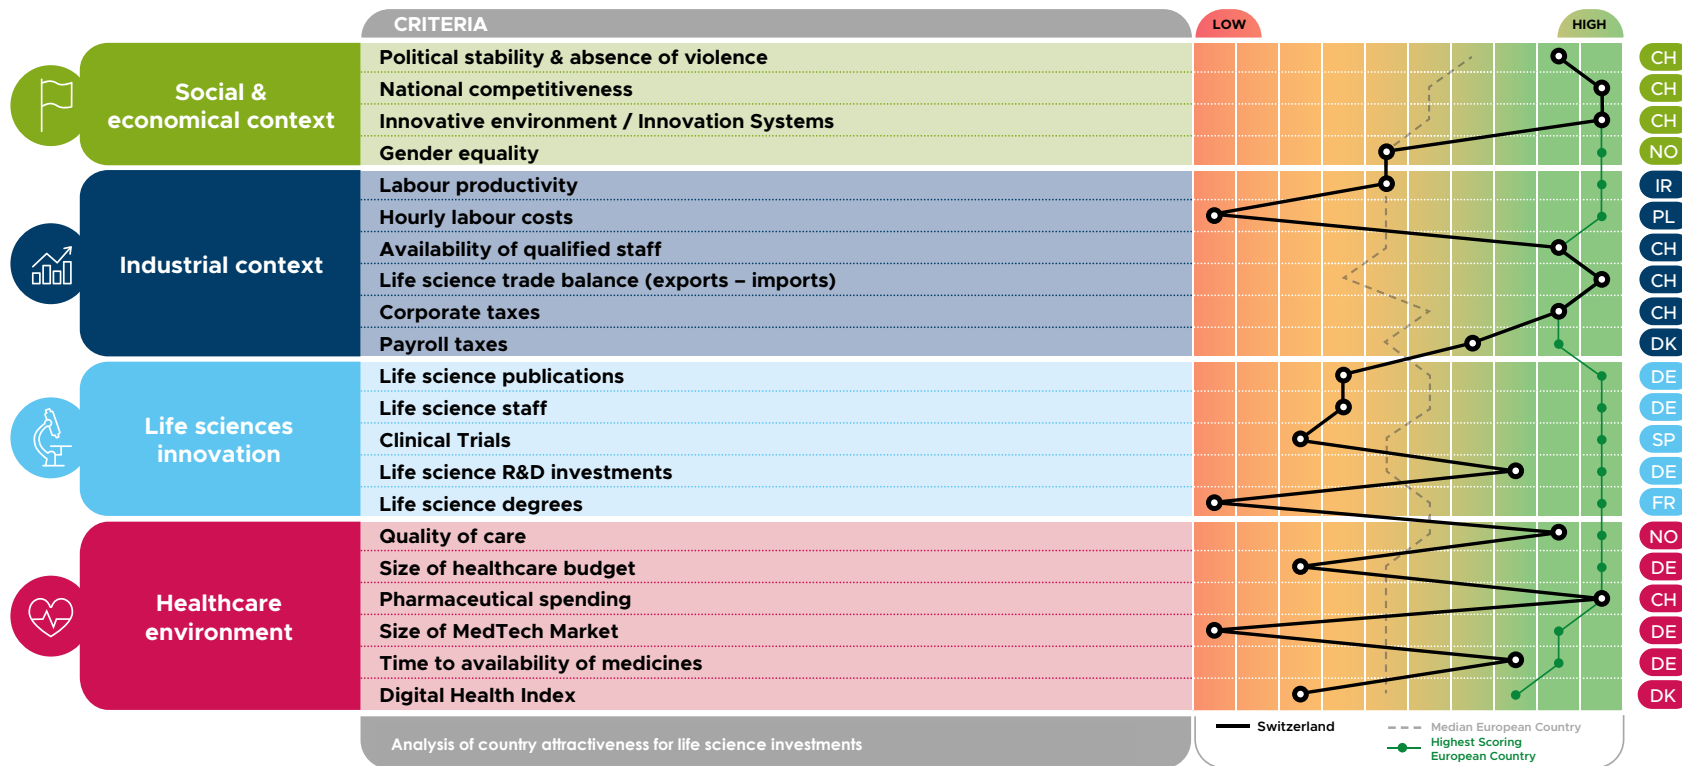 CRITERIA
LOW
HIGH
Social &
economical context
Political stability & absence of violence
CH
National competitiveness
CH
Innovative environment / Innovation Systems
CH
Gender equality
NO
Industrial context
Labour productivity
IR
Hourly labour costs
PL
Availability of qualified staff
CH
Life science trade balance (exports – imports)
CH
Corporate taxes
CH
Payroll taxes
DK
Life sciences
innovation
Life science publications
DE
Life science staff
DE
Clinical Trials
SP
Life science R&D investments
DE
Life science degrees
FR
Healthcare
environment
Quality of care
NO
Size of healthcare budget
DE
Pharmaceutical spending
CH
Size of MedTech Market
DE
Time to availability of medicines
DE
Digital Health Index
DK
Analysis of country attractiveness for life science investments
Switzerland
Median European Country
Highest Scoring
European Country